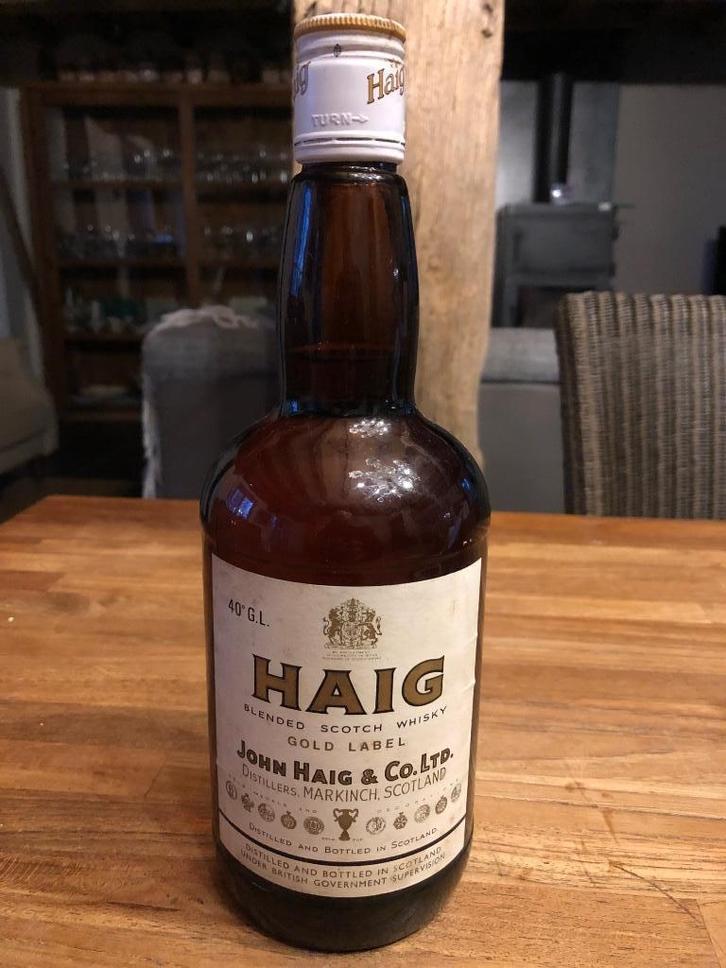 ig Haig
TURN→
40° G.L.
HAIG
BLENDED SCOTCH WHISKY
GOLD LABEL
JOHN HAIG & CO. LTD.
DISTILLERS, MARKINCH, SCOTLAND
DISTILLED AND BOTTLED IN SCOTLAND
DISTILLED AND BOTTLED IN SCOTLAND
UNDER BRITISH GOVERNMENT SUPERVISION